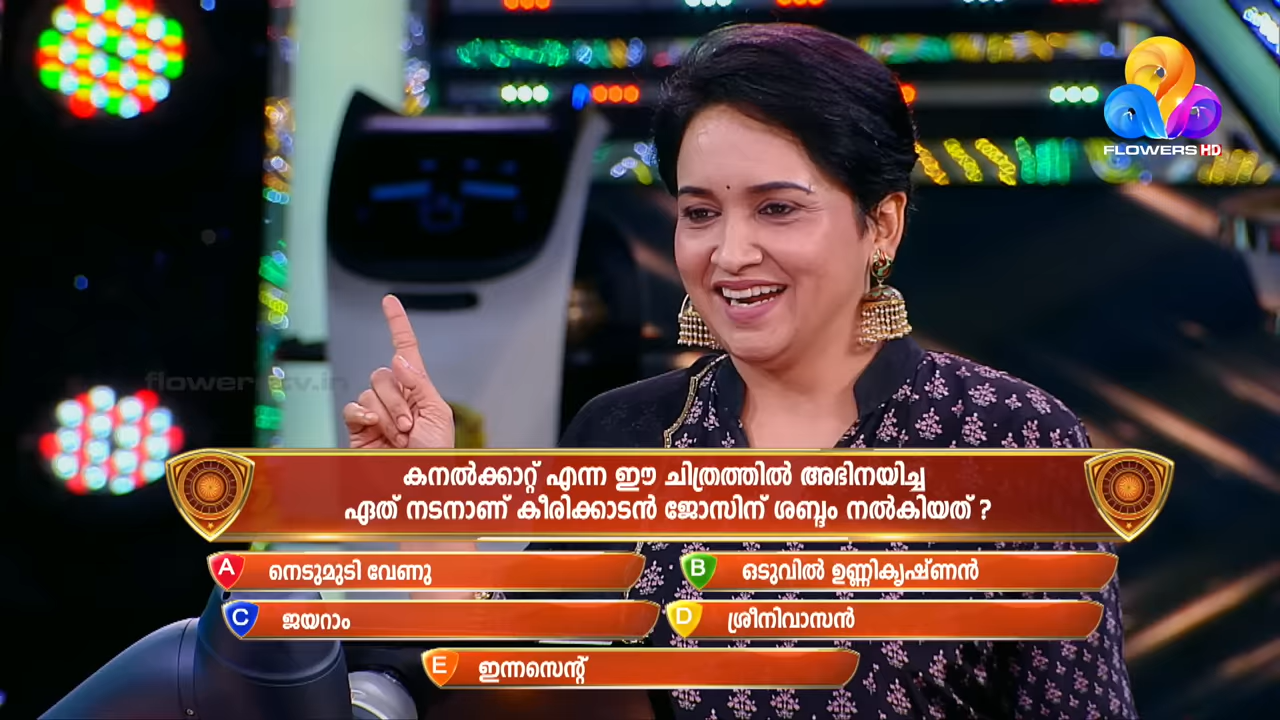 FLOWERS HD
flowerstv.in
കനൽക്കാറ്റ് എന്ന ഈ ചിത്രത്തിൽ അഭിനയിച്ച
ഏത് നടനാണ് കീരിക്കാടൻ ജോസിന് ശബ്ദം നൽകിയത് ?
A നെടുമുടി വേണു
B ഒടുവിൽ ഉണ്ണികൃഷ്ണൻ
C ജയറാം
D ശ്രീനിവാസൻ
E ഇന്നസെന്റ്